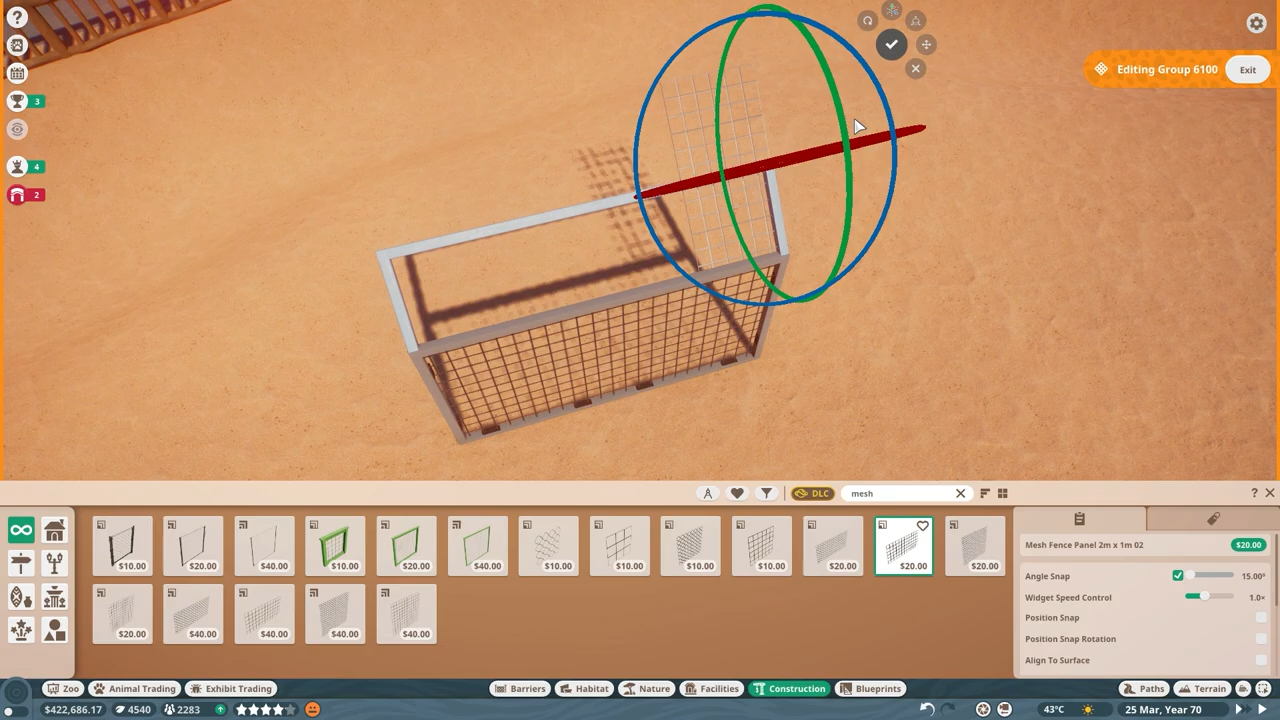 ?
Editing Group 6100
Exit
3
4
2
DLC
mesh
?
$10.00
$20.00
$40.00
$10.00
$20.00
$40.00
$10.00
$10.00
$10.00
$10.00
$20.00
$20.00
$20.00
$20.00
$40.00
$40.00
$40.00
$40.00
Mesh Fence Panel 2m x 1m 02
$20.00
Angle Snap
15.00°
Widget Speed Control
1.0×
Position Snap
Position Snap Rotation
Align To Surface
Zoo
Animal Trading
Exhibit Trading
Barriers
Habitat
Nature
Facilities
Construction
Blueprints
Paths
Terrain
$422,686.17
4540
2283
43°C
25 Mar, Year 70